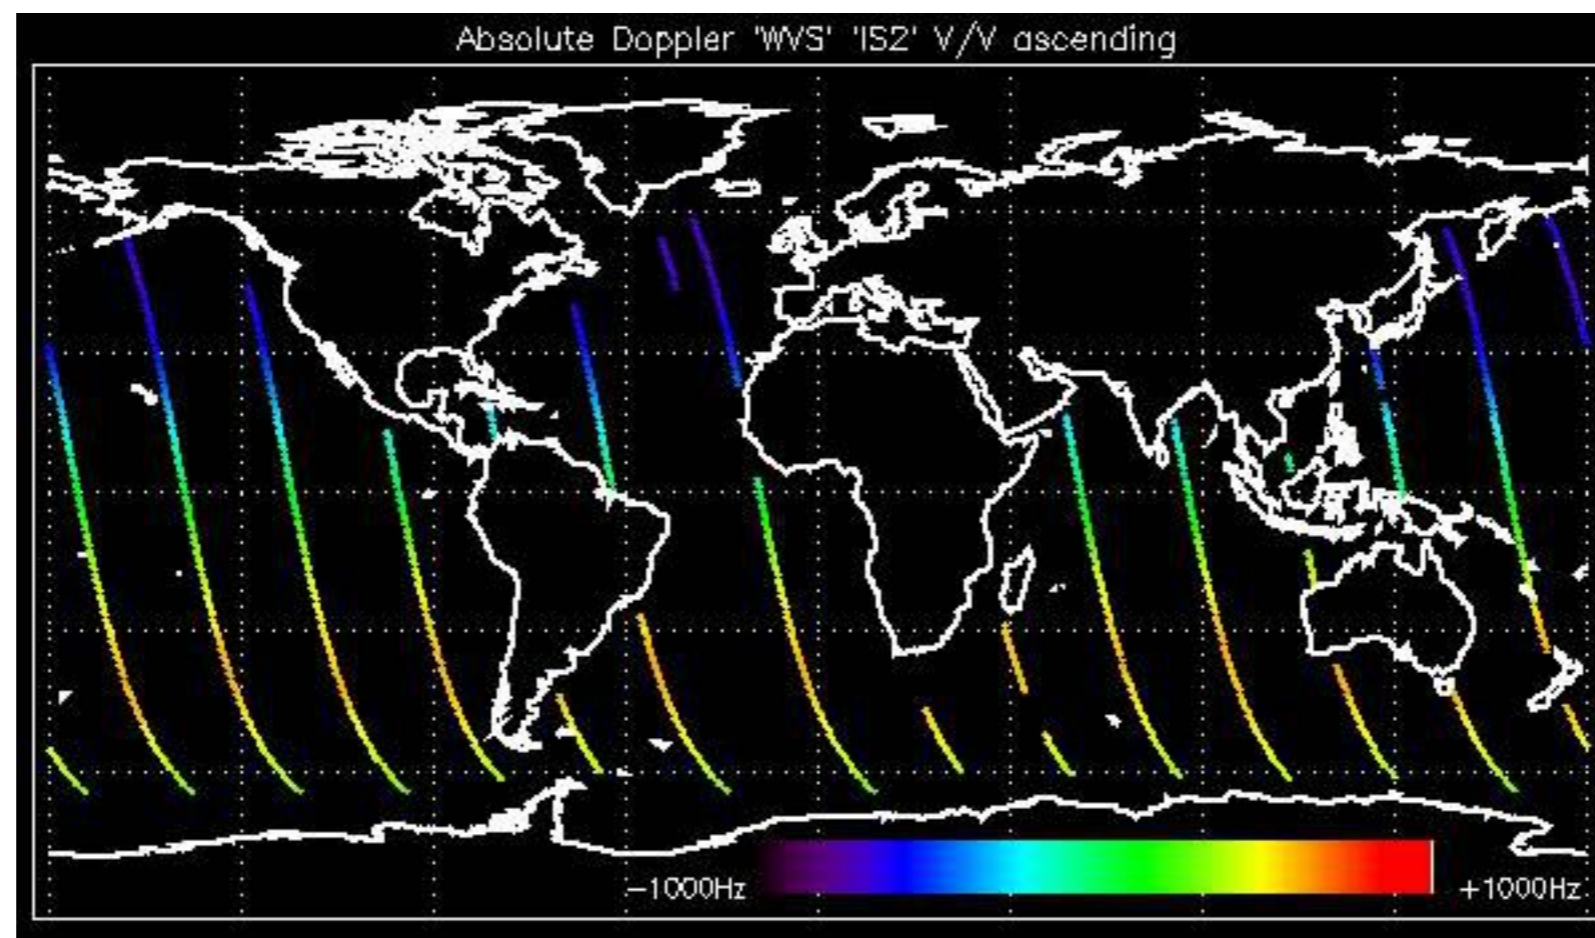 Absolute Doppler 'WVS' 'IS2' V/V ascending
−1000Hz +1000Hz